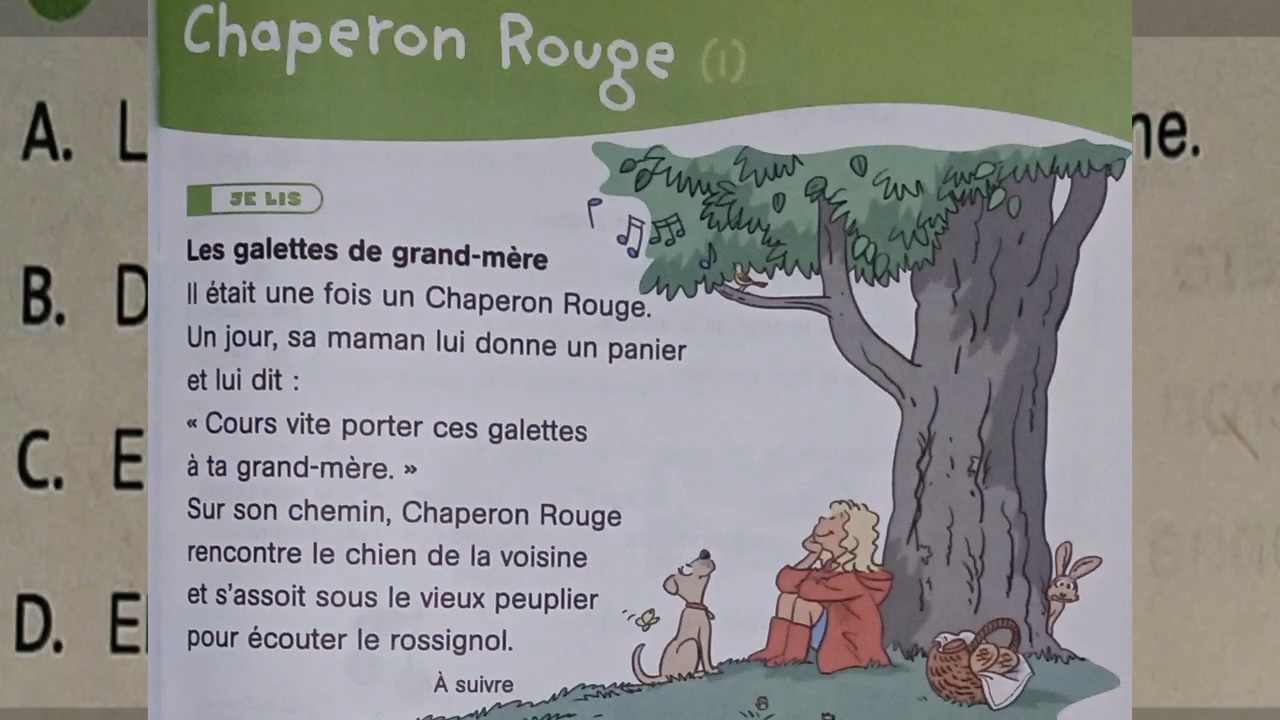 Chaperon Rouge (1)
JE LIS
Les galettes de grand-mère
Il était une fois un Chaperon Rouge.
Un jour, sa maman lui donne un panier
et lui dit :
« Cours vite porter ces galettes
à ta grand-mère. »
Sur son chemin, Chaperon Rouge
rencontre le chien de la voisine
et s'assoit sous le vieux peuplier
pour écouter le rossignol.
À suivre
A.
B.
C.
D.